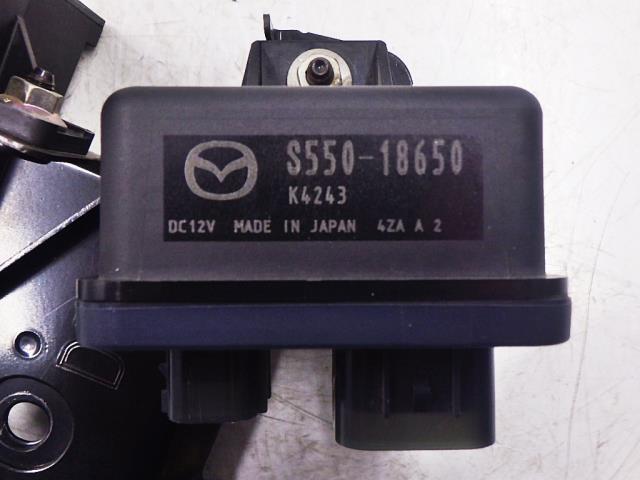 S550-18650
K4243
DC12V MADE IN JAPAN 4ZA A 2
D